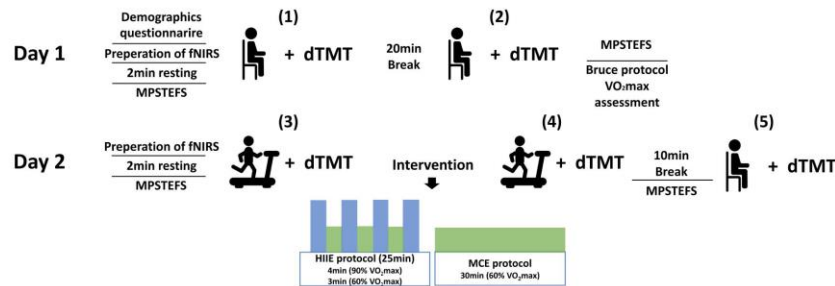 Day 1
Demographics
questionnarire
Preperation of fNIRS
2min resting
MPSTEFS
(1)
+ dTMT
20min
Break
(2)
+ dTMT
MPSTEFS
Bruce protocol
VO₂max
assessment
Day 2
Preperation of fNIRS
2min resting
MPSTEFS
(3)
+ dTMT
Intervention
(4)
+ dTMT
10min
Break
MPSTEFS
(5)
+ dTMT
HIIE protocol (25min)
4min (90% VO₂max)
3min (60% VO₂max)
MCE protocol
30min (60% VO₂max)